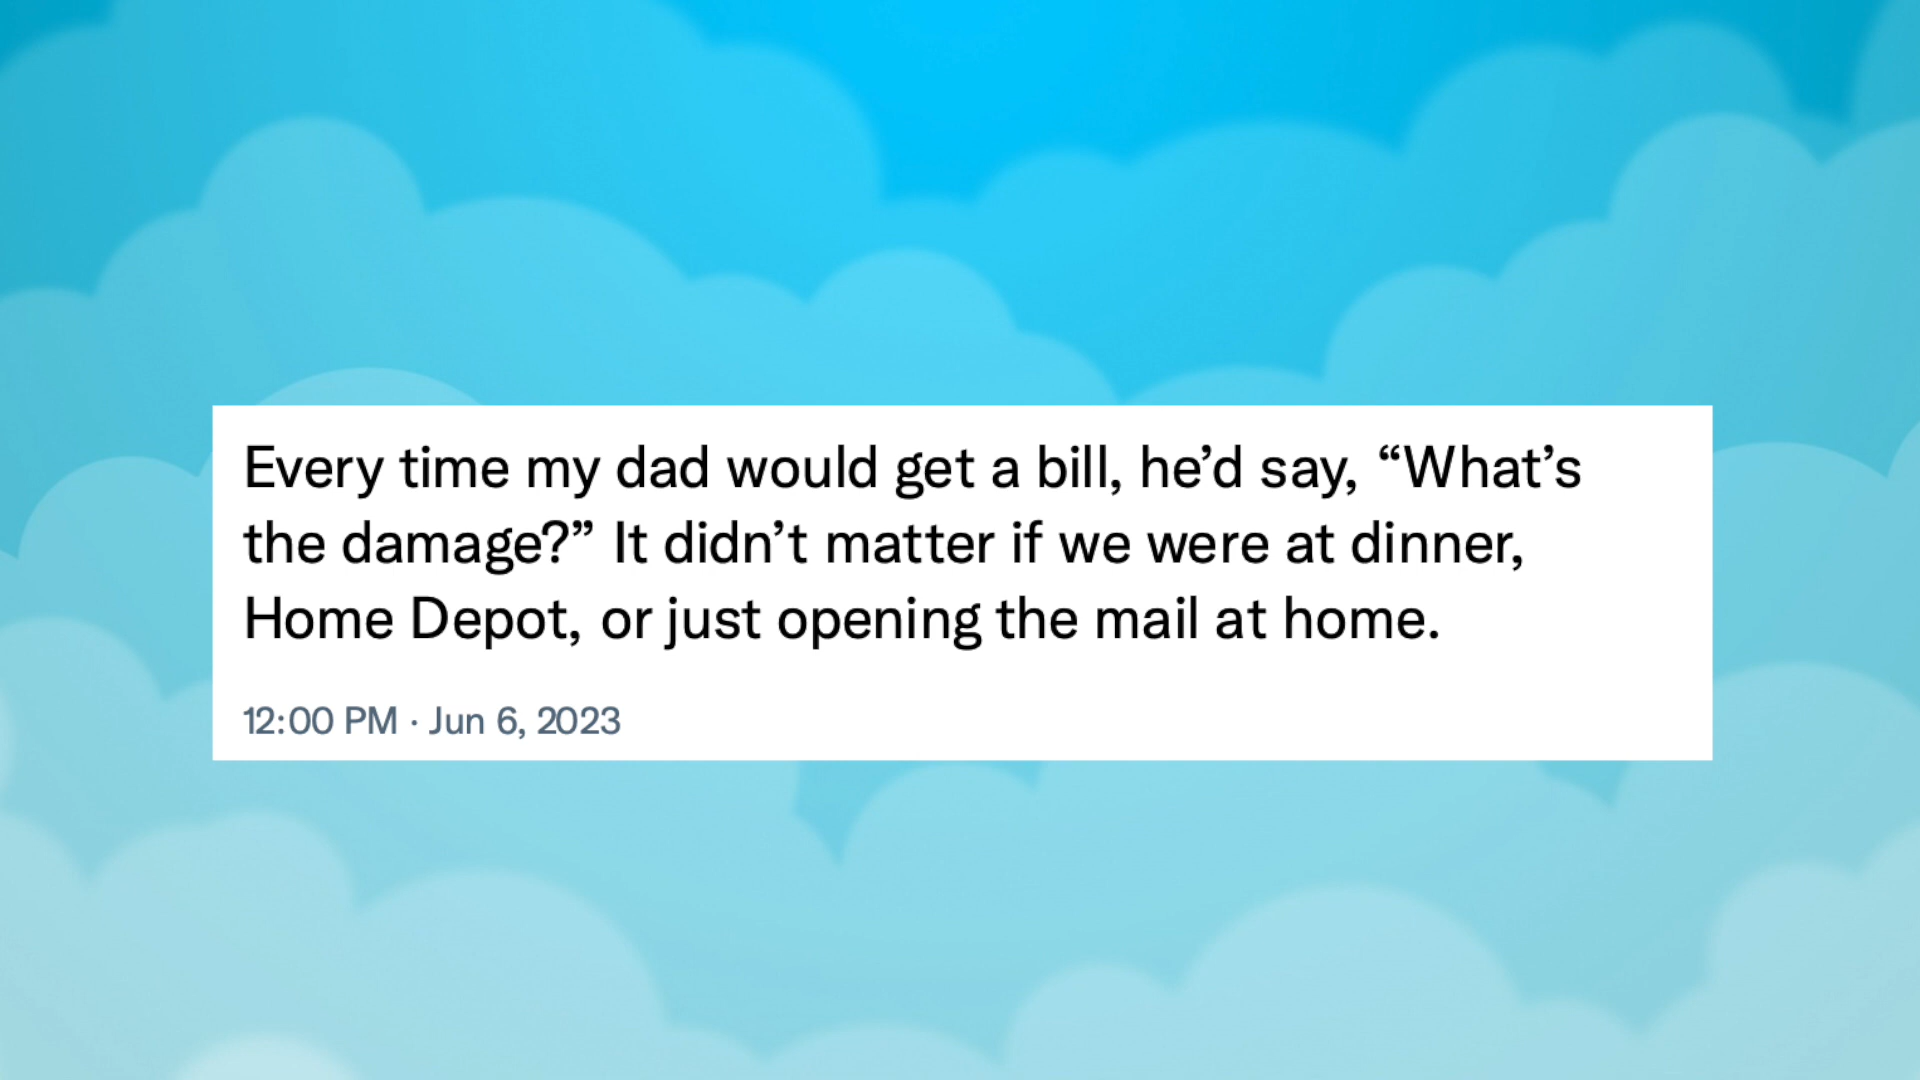 Every time my dad would get a bill, he’d say, “What’s
the damage?” It didn’t matter if we were at dinner,
Home Depot, or just opening the mail at home.
12:00 PM · Jun 6, 2023